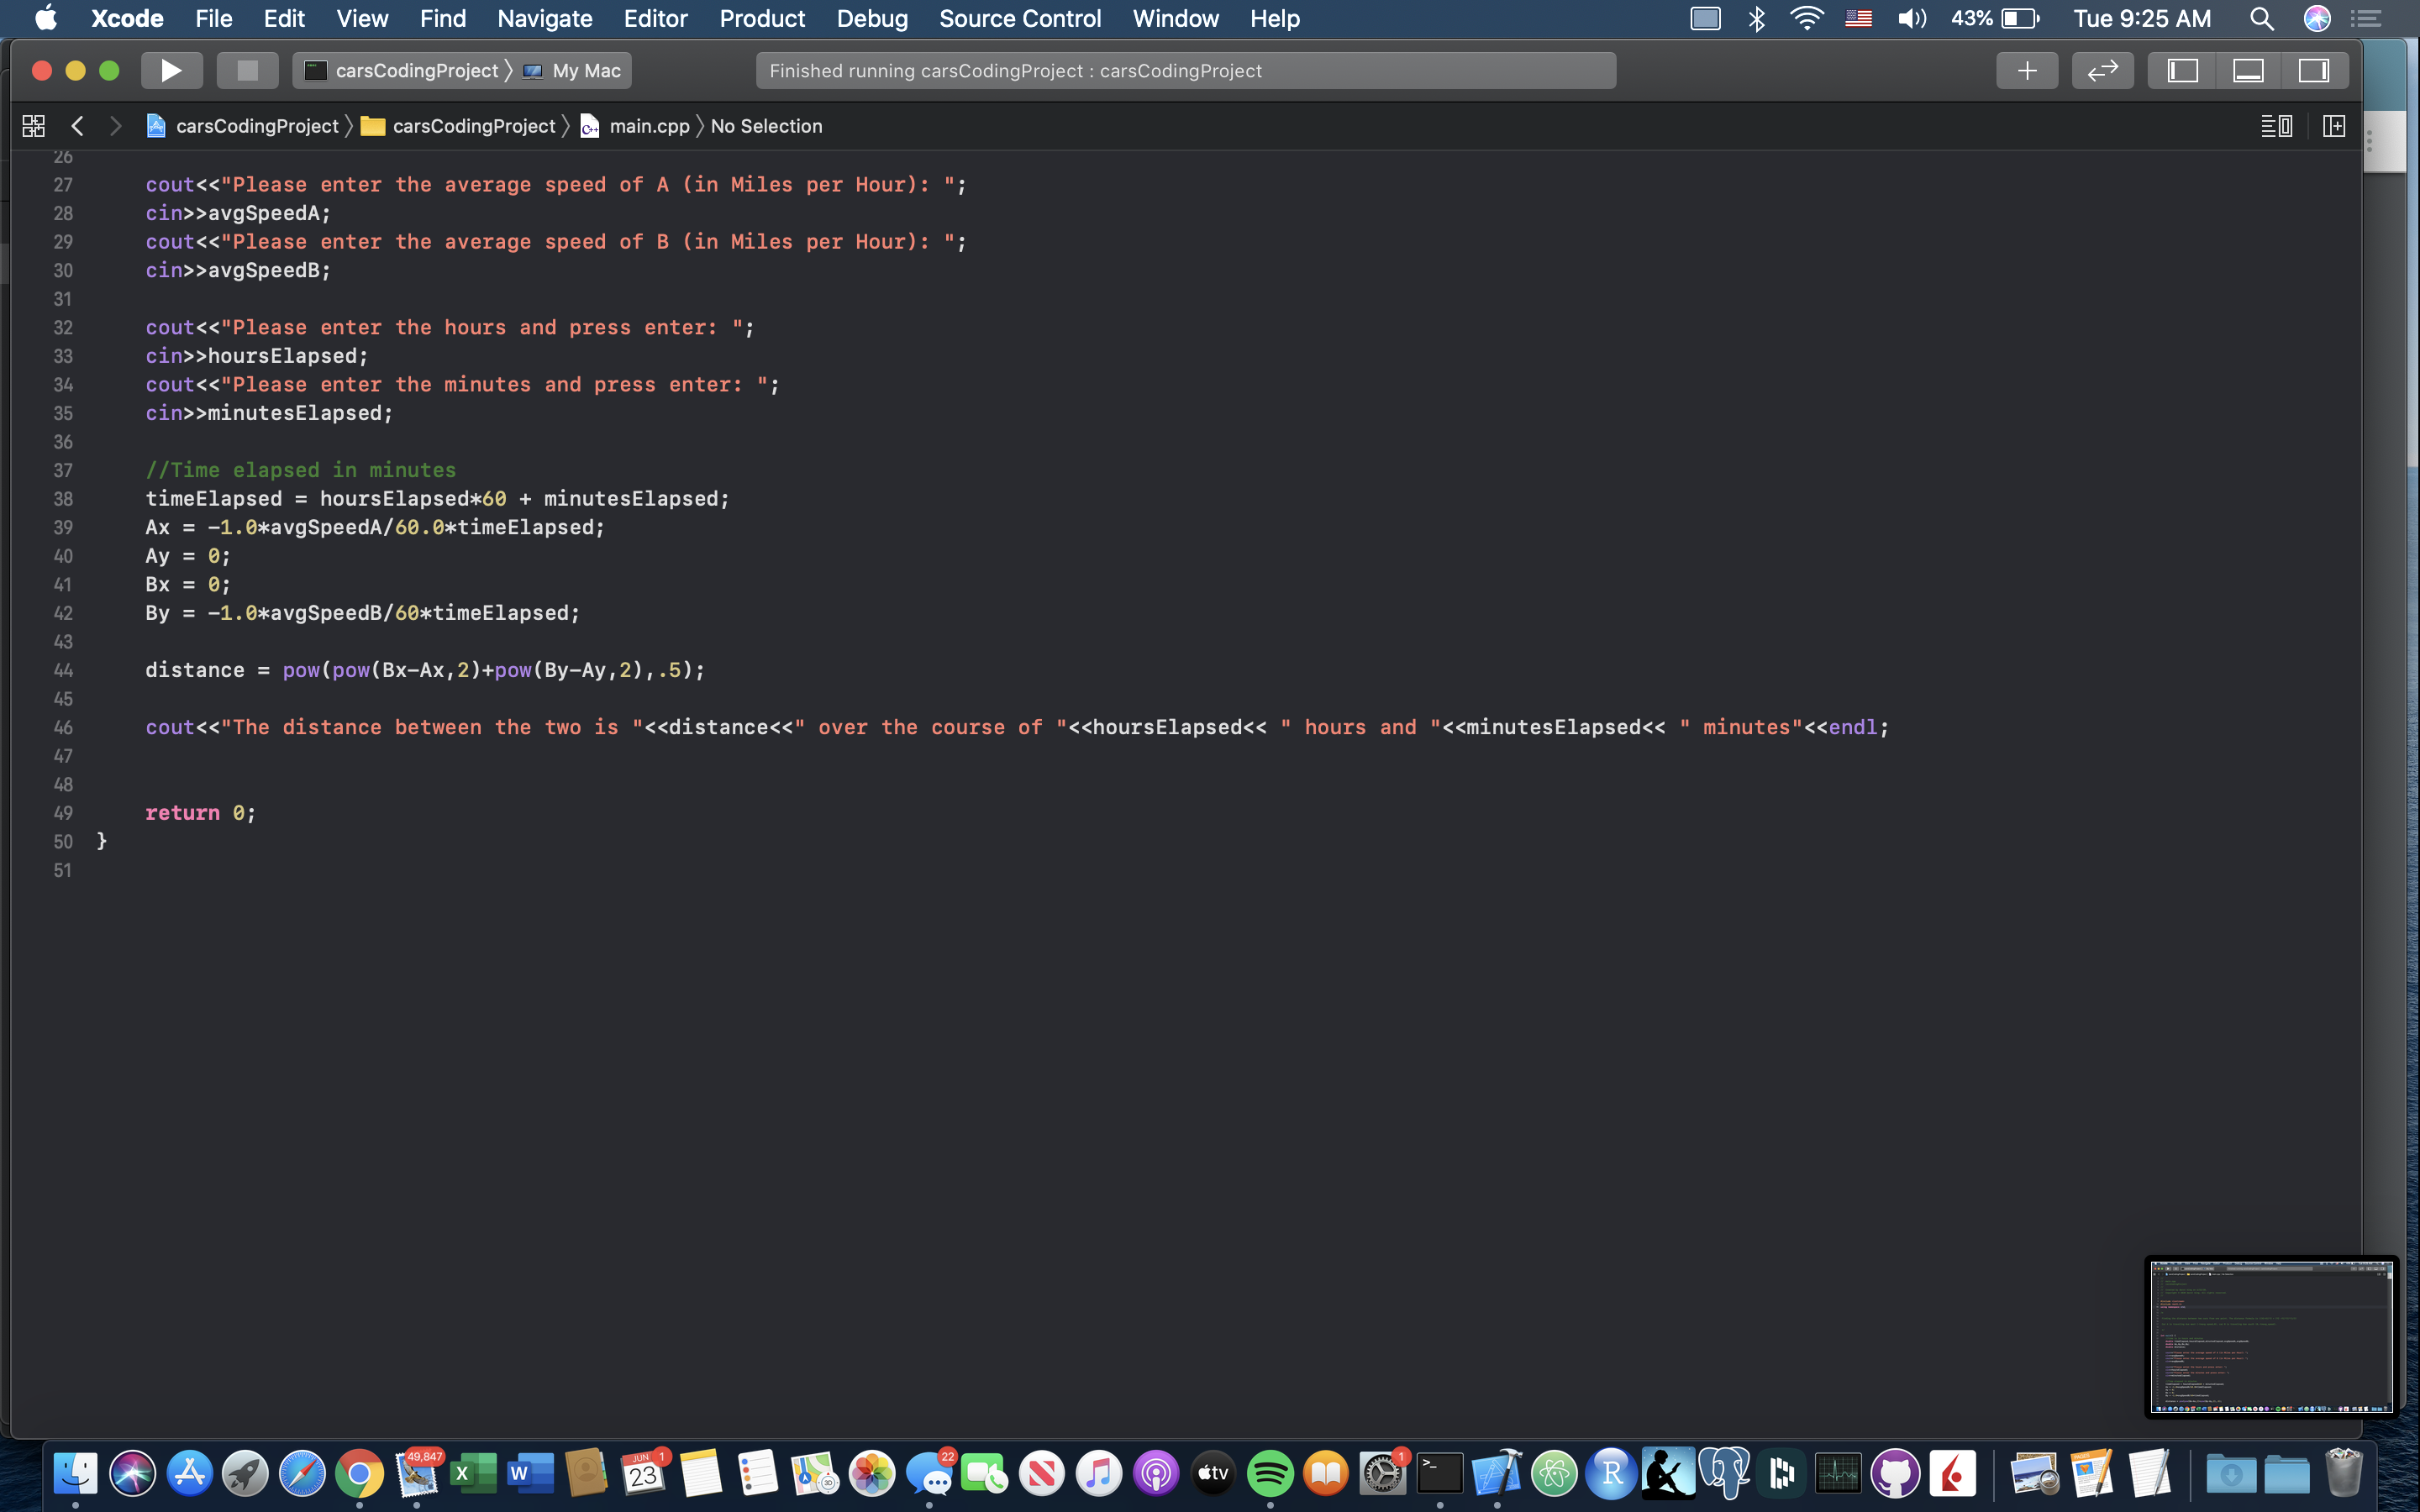 Xcode File Edit View Find Navigate Editor Product Debug Source Control Window Help 43% Tue 9:25 AM
carsCodingProject 〉 My Mac Finished running carsCodingProject : carsCodingProject
carsCodingProject 〉 carsCodingProject 〉 main.cpp 〉 No Selection
26
27 cout<<"Please enter the average speed of A (in Miles per Hour): ";
28 cin>>avgSpeedA;
29 cout<<"Please enter the average speed of B (in Miles per Hour): ";
30 cin>>avgSpeedB;
31
32 cout<<"Please enter the hours and press enter: ";
33 cin>>hoursElapsed;
34 cout<<"Please enter the minutes and press enter: ";
35 cin>>minutesElapsed;
36
37 //Time elapsed in minutes
38 timeElapsed = hoursElapsed*60 + minutesElapsed;
39 Ax = -1.0*avgSpeedA/60.0*timeElapsed;
40 Ay = 0;
41 Bx = 0;
42 By = -1.0*avgSpeedB/60*timeElapsed;
43
44 distance = pow(pow(Bx-Ax,2)+pow(By-Ay,2),.5);
45
46 cout<<"The distance between the two is "<<distance<<" over the course of "<<hoursElapsed<< " hours and "<<minutesElapsed<< " minutes"<<endl;
47
48
49 return 0;
50 }
51
49,847 X W JUN 23 1 22 tv 1 >_ R